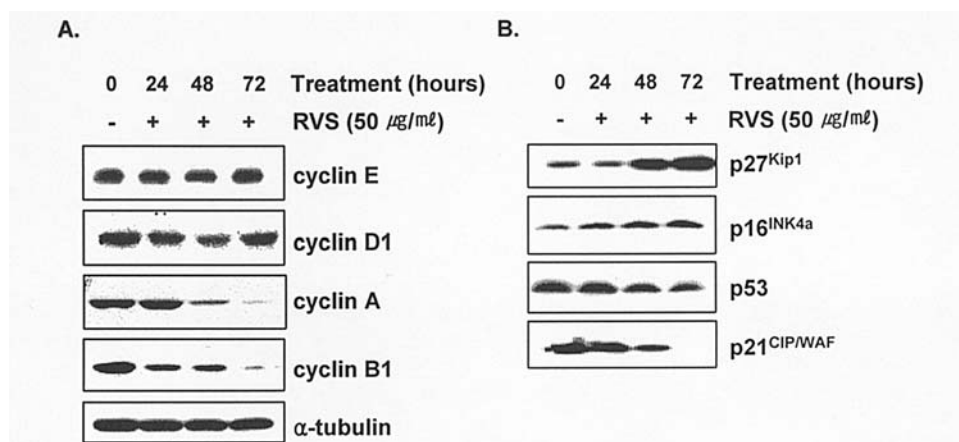 A.
0 24 48 72 Treatment (hours)
- + + + RVS (50 ㎍/㎖)
cyclin E
cyclin D1
cyclin A
cyclin B1
α-tubulin
B.
0 24 48 72 Treatment (hours)
- + + + RVS (50 ㎍/㎖)
p27Kip1
p16INK4a
p53
p21CIP/WAF